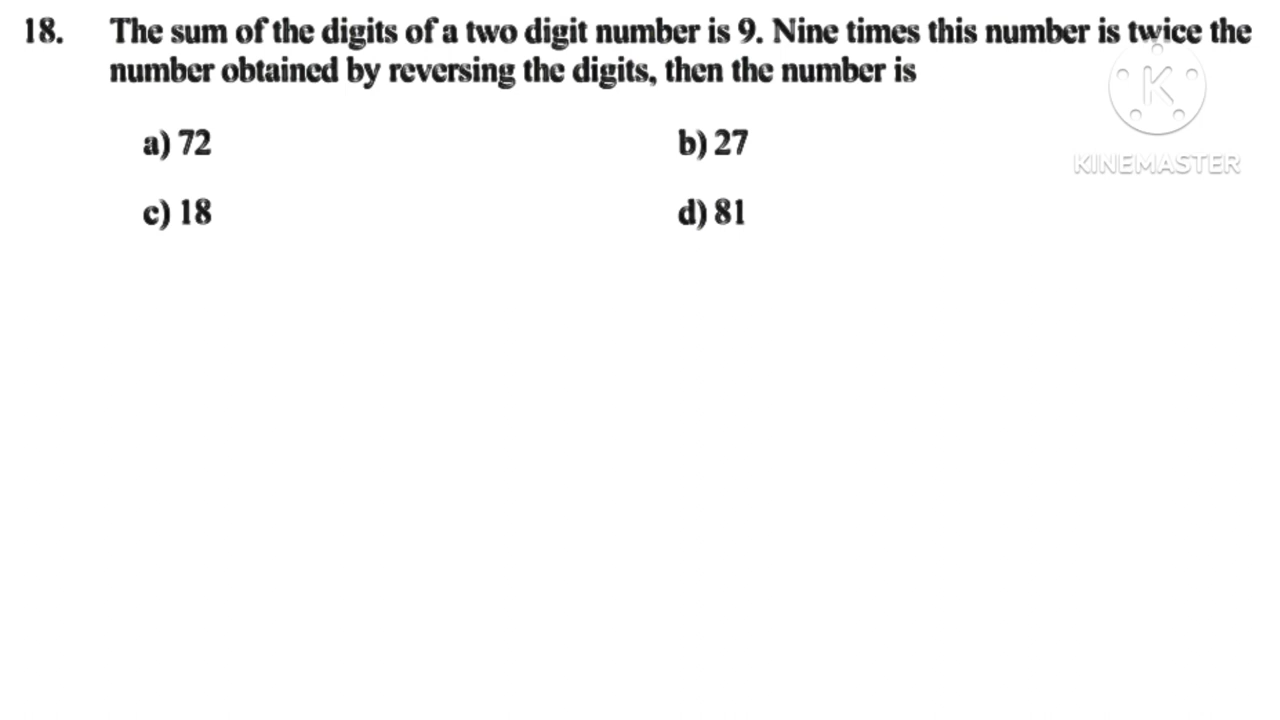 18. The sum of the digits of a two digit number is 9. Nine times this number is twice the
number obtained by reversing the digits, then the number is
K
KINEMASTER
a) 72 b) 27
c) 18 d) 81